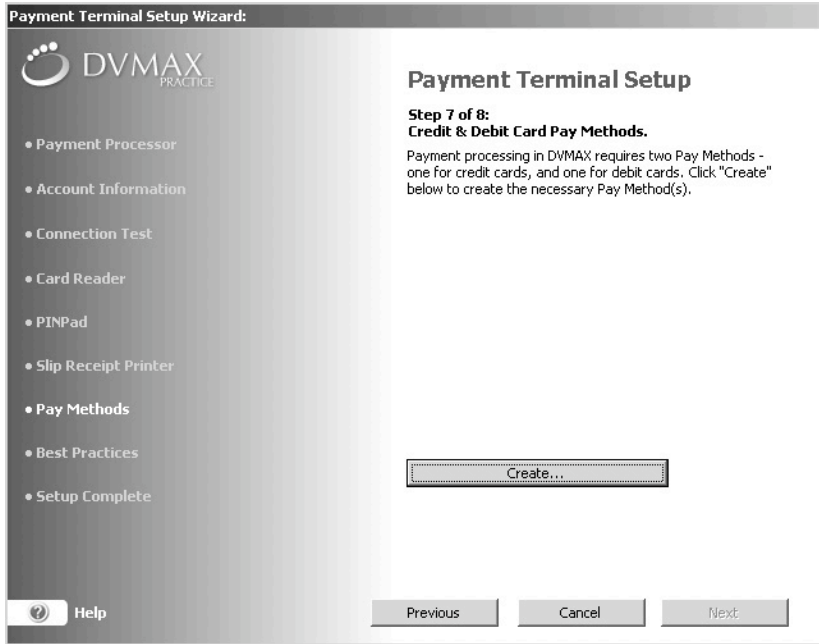 Payment Terminal Setup Wizard:
DVMAX
PRACTICE
• Payment Processor
• Account Information
• Connection Test
• Card Reader
• PINPad
• Slip Receipt Printer
• Pay Methods
• Best Practices
• Setup Complete
? Help
Payment Terminal Setup
Step 7 of 8:
Credit & Debit Card Pay Methods.
Payment processing in DVMAX requires two Pay Methods -
one for credit cards, and one for debit cards. Click "Create"
below to create the necessary Pay Method(s).
Create...
Previous
Cancel
Next